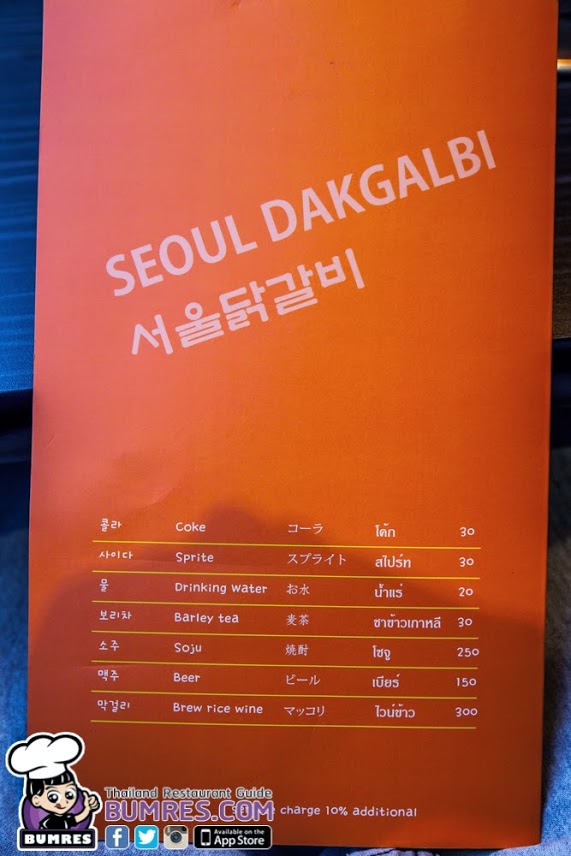 SEOUL DAKGALBI
서울닭갈비
콜라 Coke コーラ โค้ก 30
사이다 Sprite スプライト สไปร์ท 30
물 Drinking water お水 น้ำแร่ 20
보리차 Barley tea 麦茶 ชาข้าวเกาหลี 30
소주 Soju 焼酎 โซจู 250
맥주 Beer ビール เบียร์ 150
막걸리 Brew rice wine マッコリ ไวน์ข้าว 300
charge 10% additional
Thailand Restaurant Guide
BUMRES.COM
BUMRES
Available on the
App Store